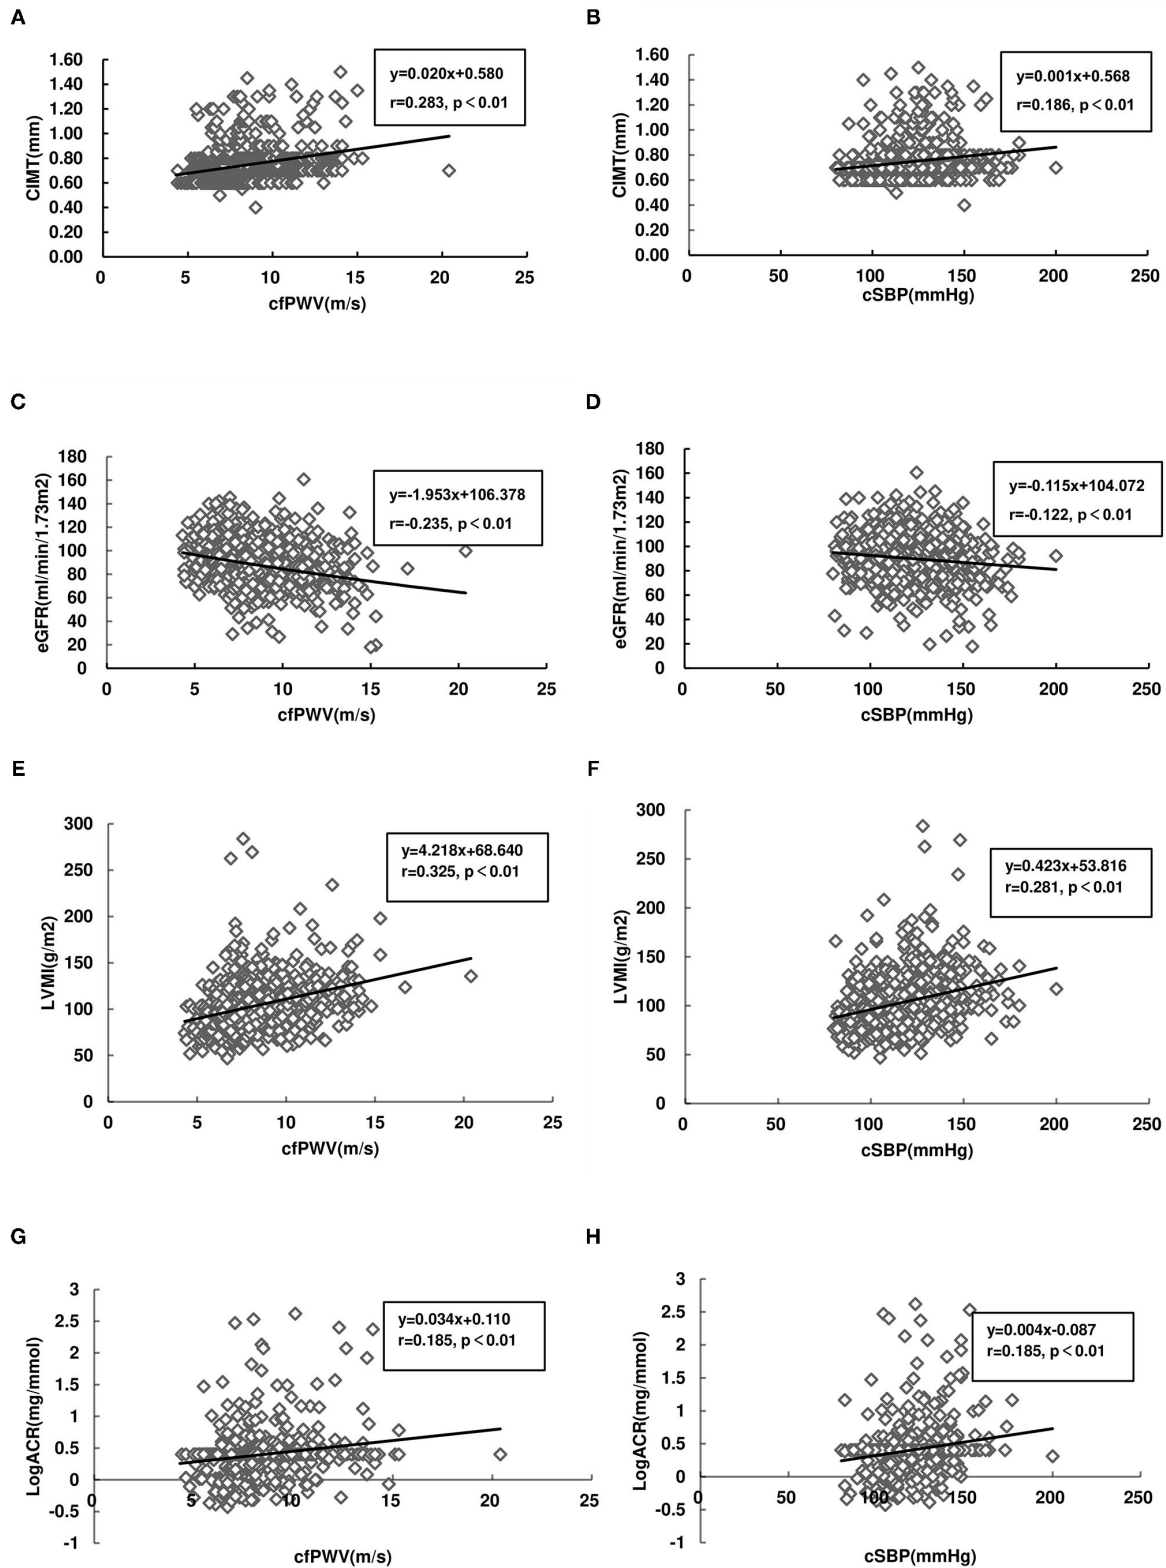 A
1.60
1.40
1.20
1.00
0.80
0.60
0.40
0.20
0.00
CIMT(mm)
y=0.020x+0.580
r=0.283, p<0.01
0 5 10 15 20 25
cfPWV(m/s)
B
1.60
1.40
1.20
1.00
0.80
0.60
0.40
0.20
0.00
CIMT(mm)
y=0.001x+0.568
r=0.186, p<0.01
0 50 100 150 200 250
cSBP(mmHg)
C
180
160
140
120
100
80
60
40
20
0
eGFR(ml/min/1.73m2)
y=-1.953x+106.378
r=-0.235, p<0.01
0 5 10 15 20 25
cfPWV(m/s)
D
180
160
140
120
100
80
60
40
20
0
eGFR(ml/min/1.73m2)
y=-0.115x+104.072
r=-0.122, p<0.01
0 50 100 150 200 250
cSBP(mmHg)
E
300
250
200
150
100
50
0
LVMI(g/m2)
y=4.218x+68.640
r=0.325, p<0.01
0 5 10 15 20 25
cfPWV(m/s)
F
300
250
200
150
100
50
0
LVMI(g/m2)
y=0.423x+53.816
r=0.281, p<0.01
0 50 100 150 200 250
cSBP(mmHg)
G
3
2.5
2
1.5
1
0.5
0
-0.5
-1
LogACR(mg/mmol)
y=0.034x+0.110
r=0.185, p<0.01
0 5 10 15 20 25
cfPWV(m/s)
H
3
2.5
2
1.5
1
0.5
0
-0.5
-1
LogACR(mg/mmol)
y=0.004x-0.087
r=0.185, p<0.01
0 50 100 150 200 250
cSBP(mmHg)